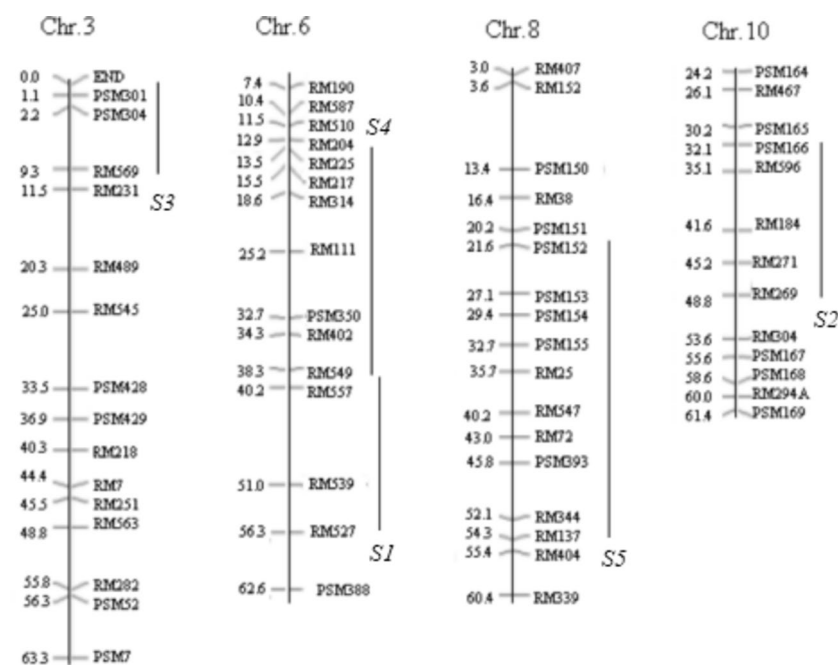 Chr.3
0.0 END
1.1 PSM301
2.2 PSM304
9.3 RM569
11.5 RM231
S3
20.3 RM489
25.0 RM545
33.5 PSM428
36.9 PSM429
40.3 RM218
44.4 RM7
45.5 RM251
48.8 RM563
55.8 RM282
56.3 PSM52
63.3 PSM7
Chr.6
7.4 RM190
10.4 RM587
11.5 RM510
S4
12.9 RM204
13.5 RM225
15.5 RM217
18.6 RM314
25.2 RM111
32.7 PSM350
34.3 RM402
38.3 RM549
40.2 RM557
51.0 RM539
56.3 RM527
S1
62.6 PSM388
Chr.8
3.0 RM407
3.6 RM152
13.4 PSM150
16.4 RM38
20.2 PSM151
21.6 PSM152
27.1 PSM153
29.4 PSM154
32.7 PSM155
35.7 RM25
40.2 RM547
43.0 RM72
45.8 PSM393
52.1 RM344
54.3 RM137
55.4 RM404
S5
60.4 RM339
Chr.10
24.2 PSM164
26.1 RM467
30.2 PSM165
32.1 PSM166
35.1 RM596
41.6 RM184
45.2 RM271
48.8 RM269
S2
53.6 RM304
55.6 PSM167
58.6 PSM168
60.0 RM294A
61.4 PSM169